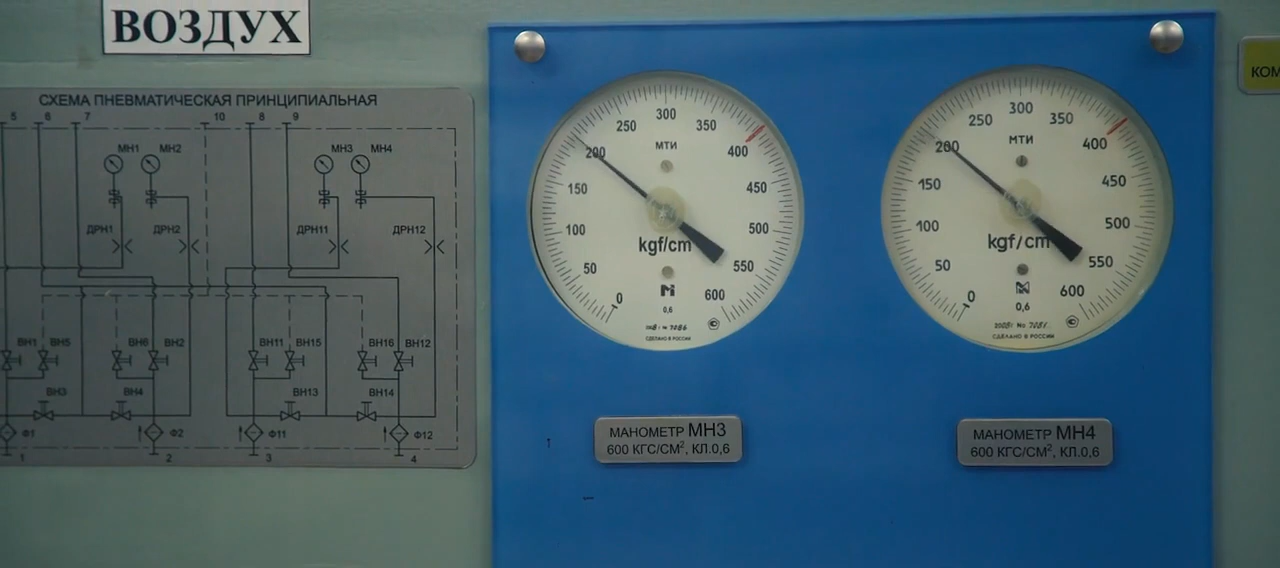 ВОЗДУХ
СХЕМА ПНЕВМАТИЧЕСКАЯ ПРИНЦИПИАЛЬНАЯ
5 6 7 10 8 9
МН1 МН2 МН3 МН4
ДРН1 ДРН2 ДРН11 ДРН12
ВН1 ВН5 ВН6 ВН2 ВН11 ВН15 ВН16 ВН12
ВН3 ВН4 ВН13 ВН14
Ф1 Ф2 Ф11 Ф12
1 2 3 4
0 50 100 150 200 250 300 350 400 450 500 550 600
МТИ
kgf/cm
0,6
СДЕЛАНО В РОССИИ
МАНОМЕТР МН3
600 КГС/СМ², КЛ.0,6
0 50 100 150 200 250 300 350 400 450 500 550 600
МТИ
kgf/cm
0,6
СДЕЛАНО В РОССИИ
МАНОМЕТР МН4
600 КГС/СМ², КЛ.0,6